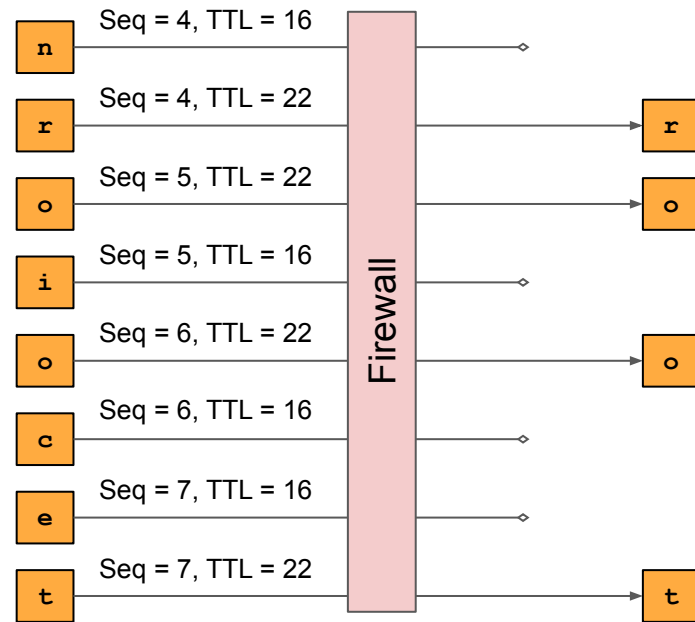 n Seq = 4, TTL = 16
r Seq = 4, TTL = 22 r
o Seq = 5, TTL = 22 o
i Seq = 5, TTL = 16
o Seq = 6, TTL = 22 o
c Seq = 6, TTL = 16
e Seq = 7, TTL = 16
t Seq = 7, TTL = 22 t
Firewall